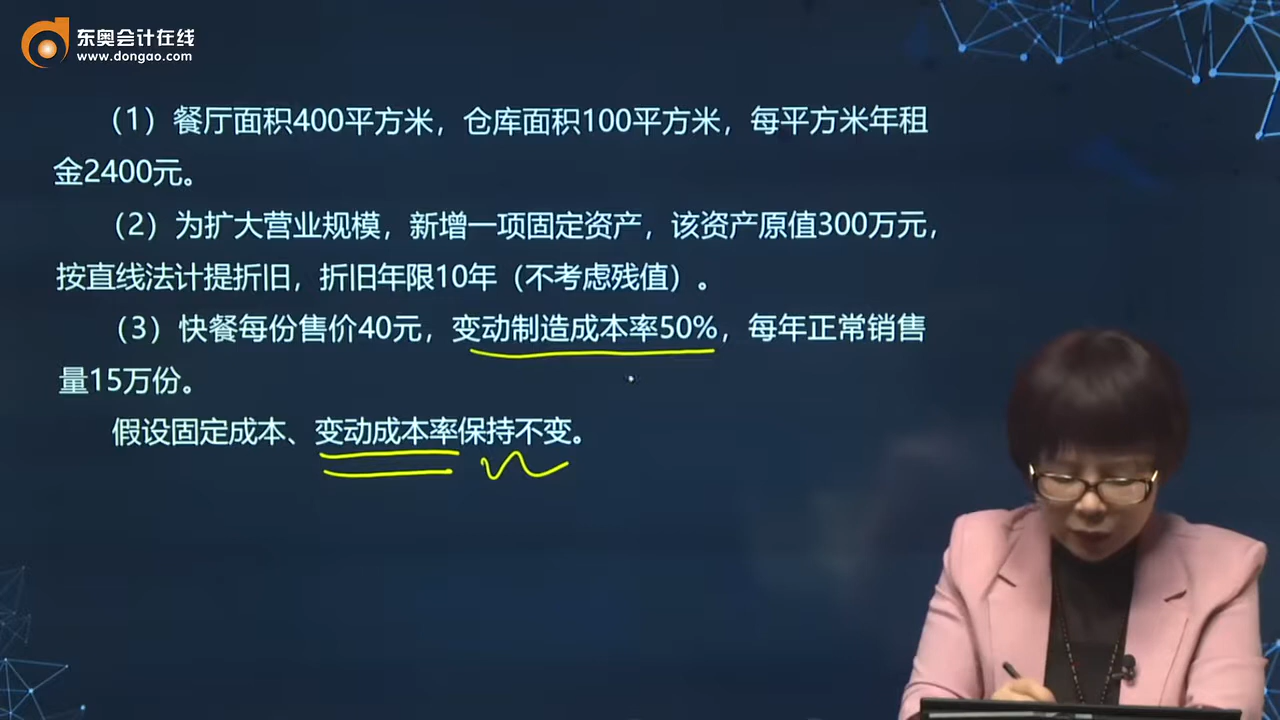 东奥会计在线
www.dongao.com
（1）餐厅面积400平方米，仓库面积100平方米，每平方米年租
金2400元。
（2）为扩大营业规模，新增一项固定资产，该资产原值300万元，
按直线法计提折旧，折旧年限10年（不考虑残值）。
（3）快餐每份售价40元，变动制造成本率50%，每年正常销售
量15万份。
假设固定成本、变动成本率保持不变。